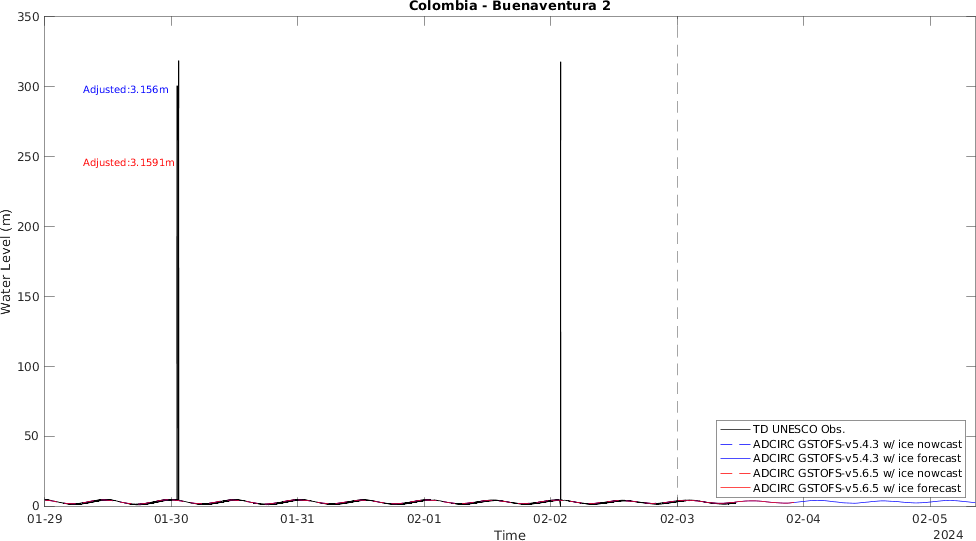 Colombia - Buenaventura 2
350
300
250
200
150
100
50
0
Water Level (m)
Adjusted:3.156m
Adjusted:3.1591m
TD UNESCO Obs.
ADCIRC GSTOFS-v5.4.3 w/ ice nowcast
ADCIRC GSTOFS-v5.4.3 w/ ice forecast
ADCIRC GSTOFS-v5.6.5 w/ ice nowcast
ADCIRC GSTOFS-v5.6.5 w/ ice forecast
01-29 01-30 01-31 02-01 02-02 02-03 02-04 02-05
Time
2024